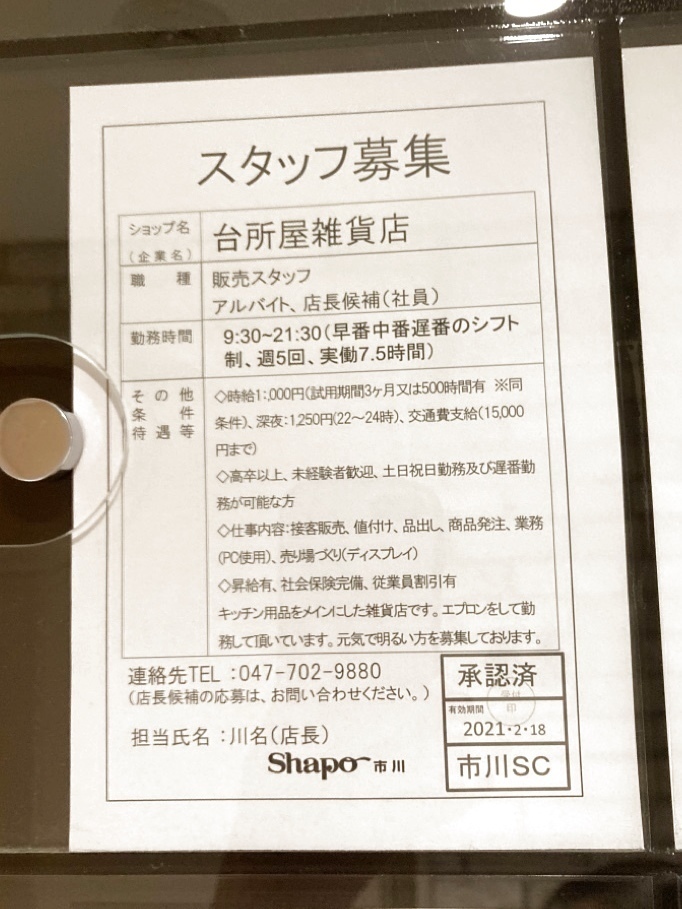 スタッフ募集
ショップ名
(企業名)
台所屋雑貨店
職種
販売スタッフ
アルバイト、店長候補(社員)
勤務時間
9:30~21:30(早番中番遅番のシフト
制、週5回、実働7.5時間)
その他
条件
待遇等
◇時給1:,000円(試用期間3ヶ月又は500時間有 ※同
条件)、深夜:1,250円(22~24時)、交通費支給(15,000
円まで)
◇高卒以上、未経験者歓迎、土日祝日勤務及び遅番勤
務が可能な方
◇仕事内容:接客販売、値付け、品出し、商品発注、業務
(PC使用)、売り場づくり(ディスプレイ)
◇昇給有、社会保険完備、従業員割引有
キッチン用品をメインにした雑貨店です。エプロンをして勤
務して頂いています。元気で明るい方を募集しております。
連絡先TEL:047-702-9880
(店長候補の応募は、お問い合わせください。)
担当氏名:川名(店長)
Shapo 市川
承認済
受付
印
有効期間
2021・2・18
市川SC